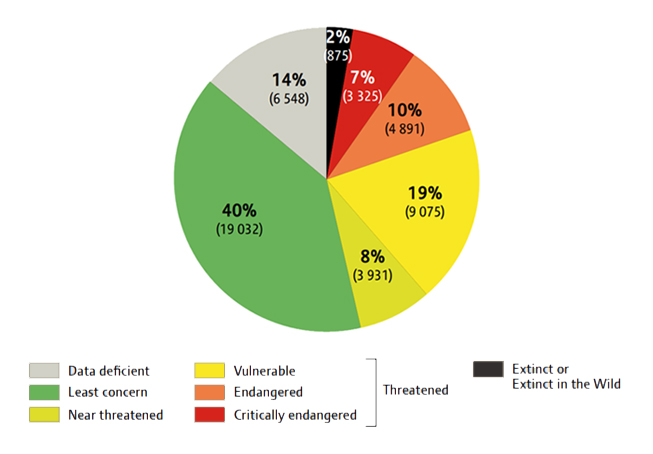 2%
(875)
14%
(6 548)
7%
(3 325)
10%
(4 891)
19%
(9 075)
40%
(19 032)
8%
(3 931)
Data deficient
Least concern
Near threatened
Vulnerable
Endangered
Critically endangered
Threatened
Extinct or
Extinct in the Wild